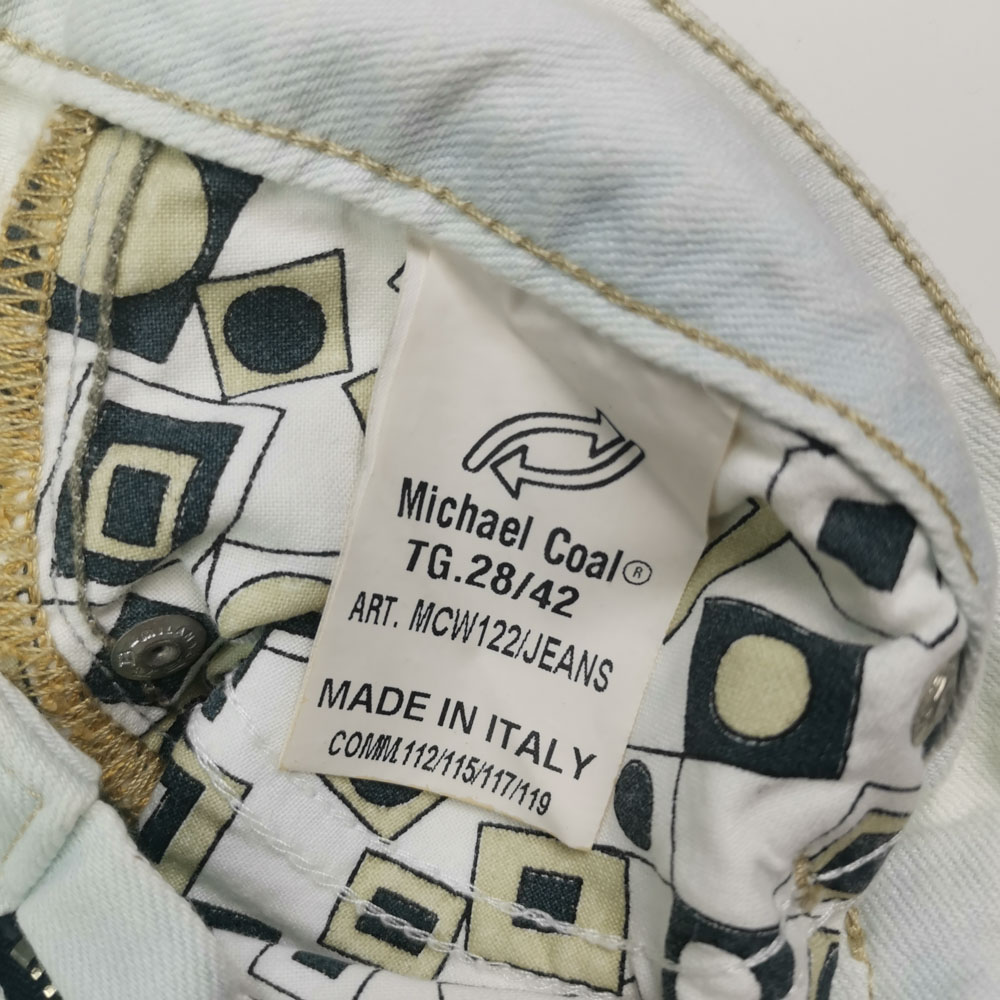 Michael Coal®
TG.28/42
ART. MCW122/JEANS
MADE IN ITALY
COMM.112/115/117/119